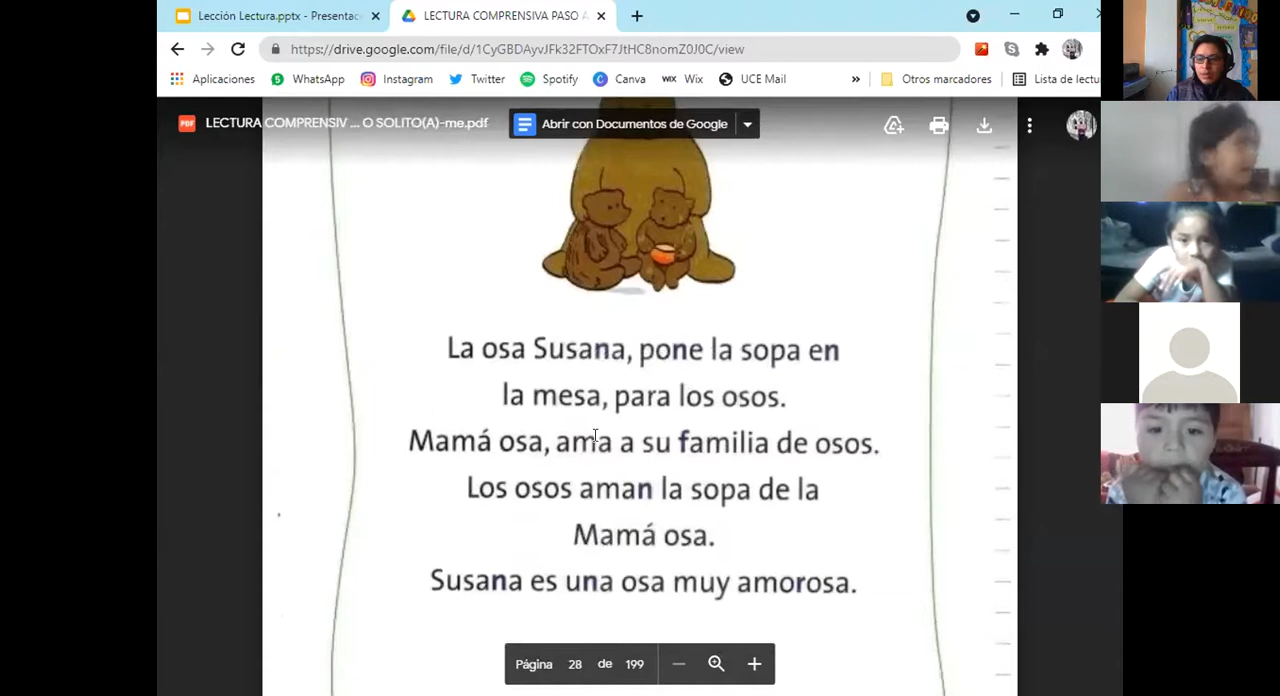 Lección Lectura.pptx - Presentac
LECTURA COMPRENSIVA PASO A
https://drive.google.com/file/d/1CyGBDAyvJFk32FTOxF7JtHC8nomZ0J0C/view
Aplicaciones WhatsApp Instagram Twitter Spotify Canva WIX Wix UCE Mail » Otros marcadores Lista de lectu
PDF LECTURA COMPRENSIV ... O SOLITO(A)-me.pdf
Abrir con Documentos de Google
La osa Susana, pone la sopa en
la mesa, para los osos.
Mamá osa, ama a su familia de osos.
Los osos aman la sopa de la
Mamá osa.
Susana es una osa muy amorosa.
Página 28 de 199